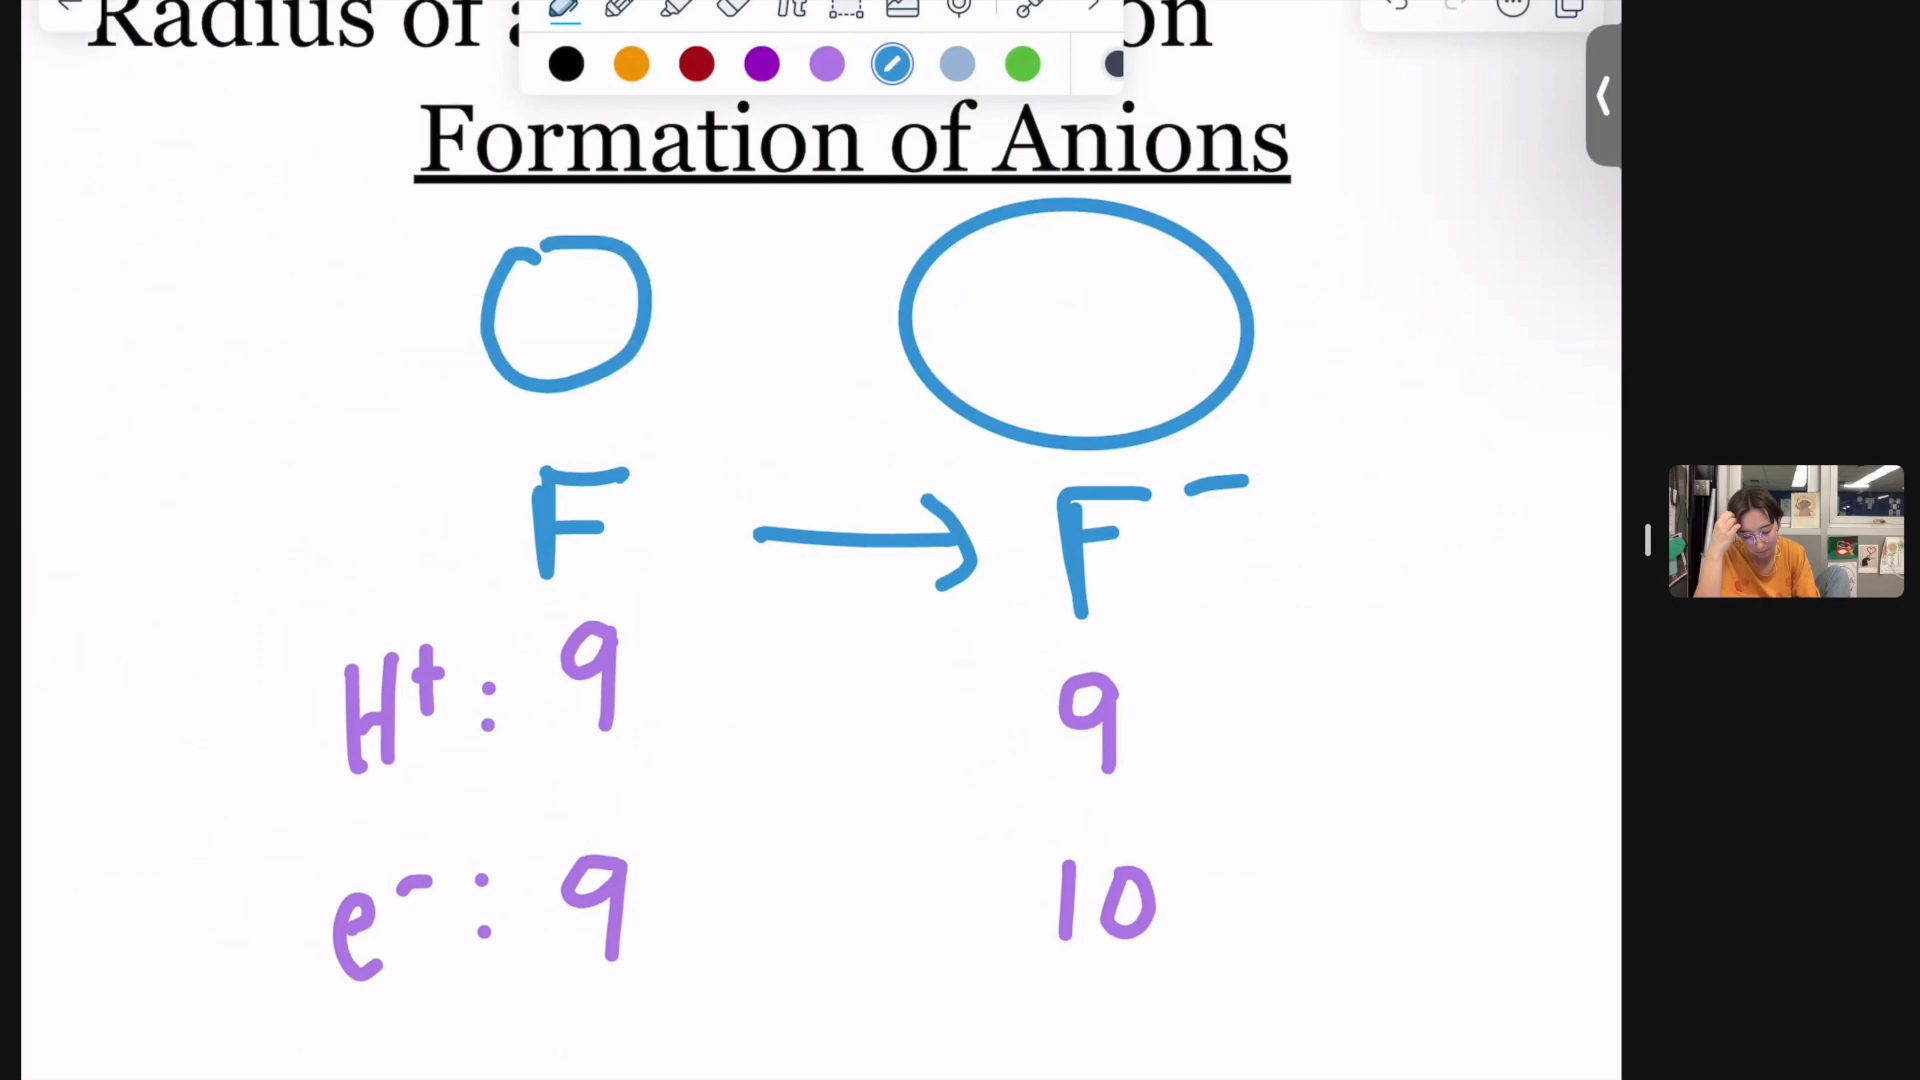 Radius of a on
Formation of Anions
F → F⁻
H⁺: 9 9
e⁻: 9 10